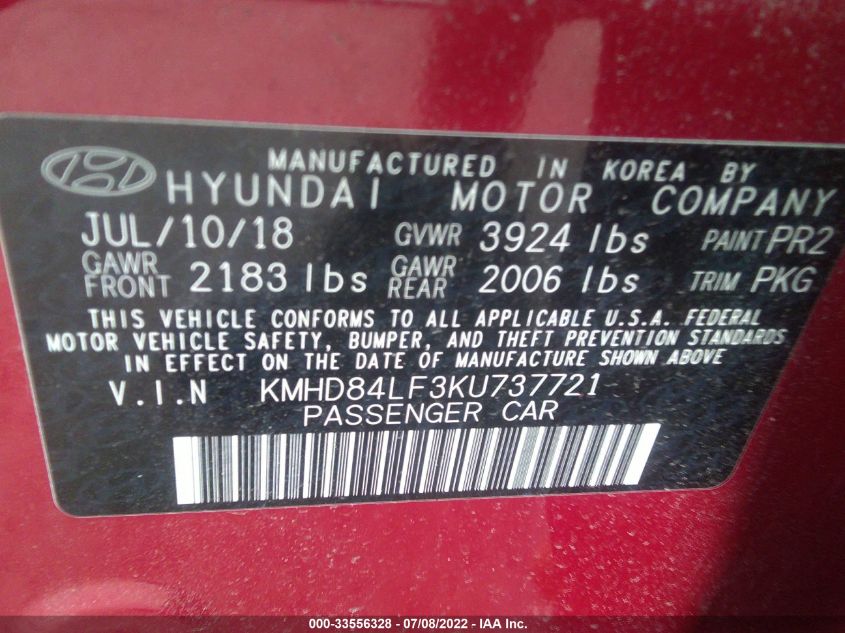 MANUFACTURED IN KOREA BY
HYUNDAI MOTOR COMPANY
JUL/10/18 GVWR 3924 lbs PAINT PR2
GAWR FRONT 2183 lbs GAWR REAR 2006 lbs TRIM PKG
THIS VEHICLE CONFORMS TO ALL APPLICABLE U.S.A. FEDERAL
MOTOR VEHICLE SAFETY, BUMPER, AND THEFT PREVENTION STANDARDS
IN EFFECT ON THE DATE OF MANUFACTURE SHOWN ABOVE
V.I.N KMHD84LF3KU737721
PASSENGER CAR
000-33556328 - 07/08/2022 - IAA Inc.